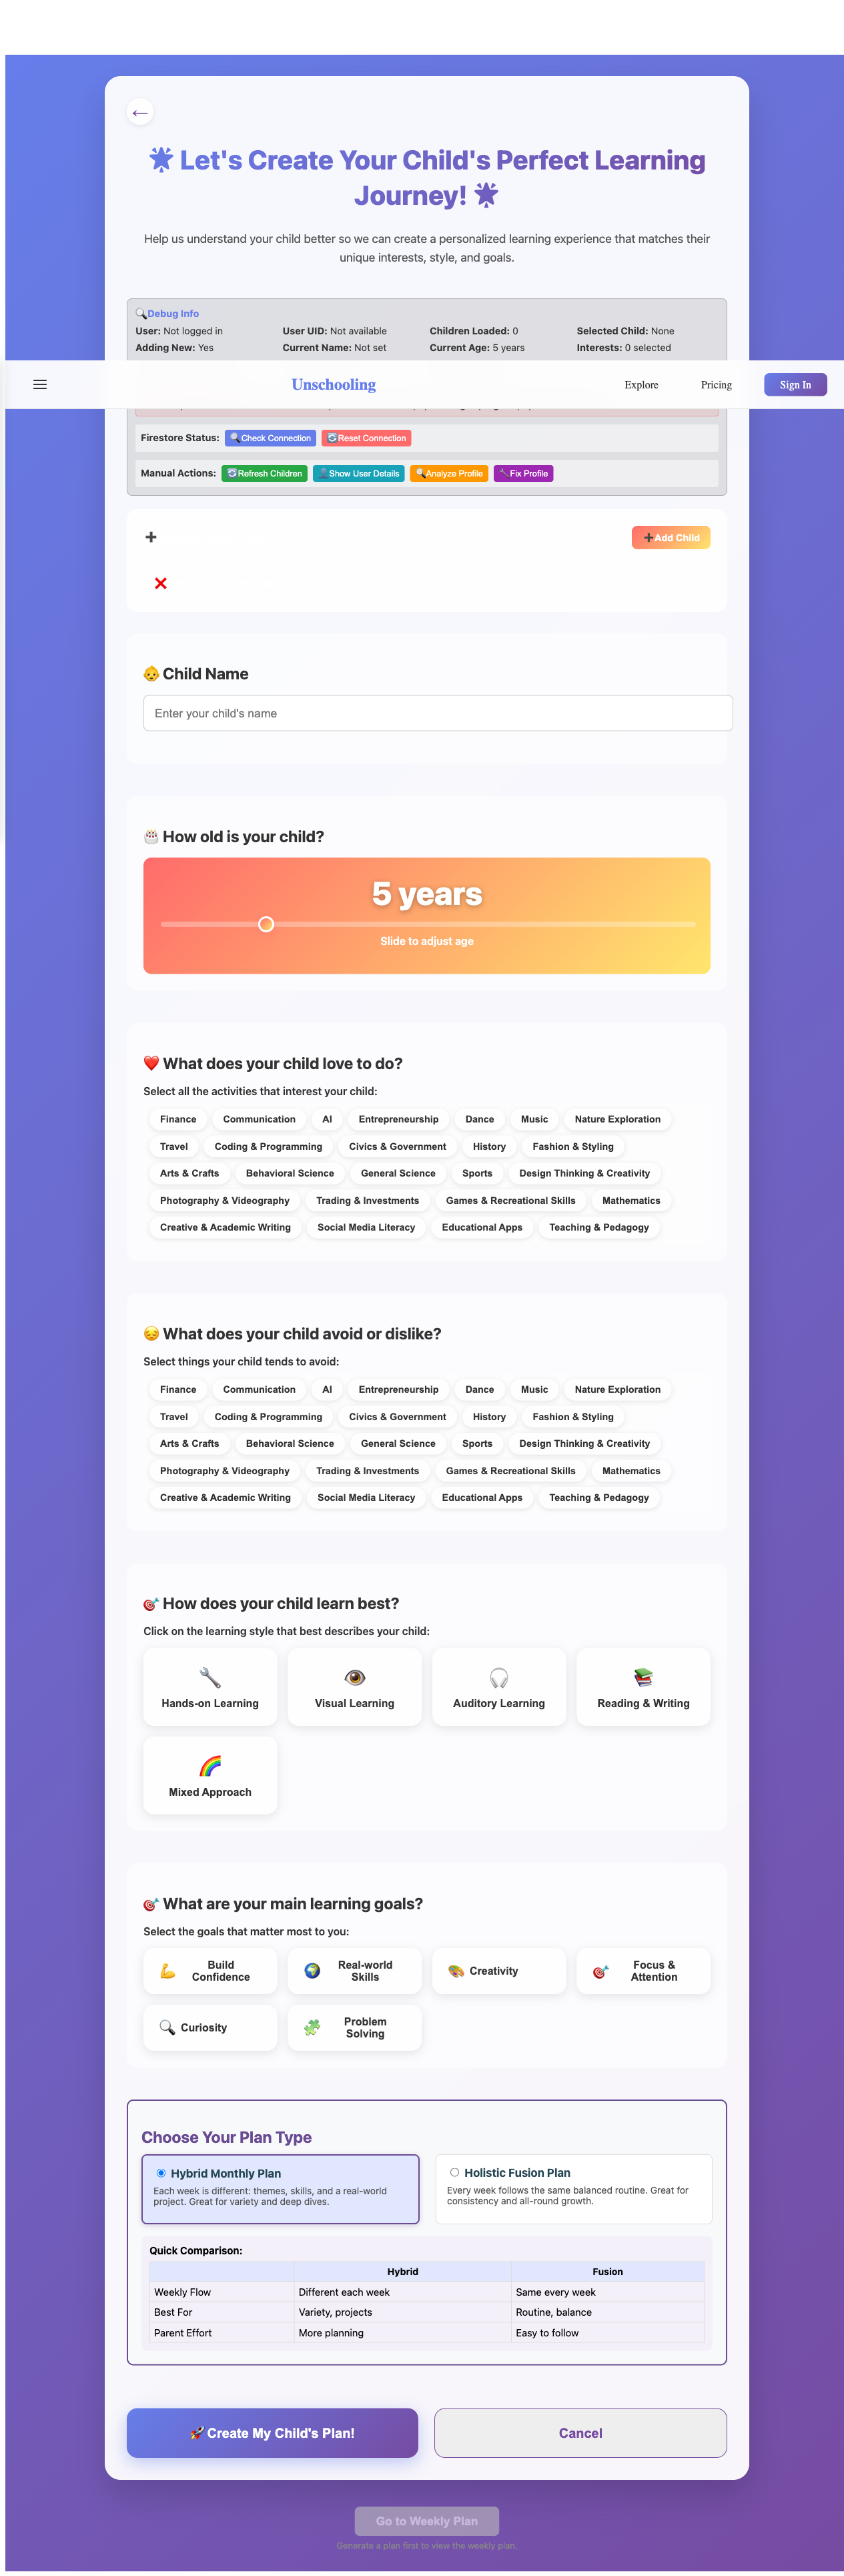 ←
🌟 Let's Create Your Child's Perfect Learning
Journey! 🌟
Help us understand your child better so we can create a personalized learning experience that matches their
unique interests, style, and goals.
🔍Debug Info
User: Not logged in User UID: Not available Children Loaded: 0 Selected Child: None
Adding New: Yes Current Name: Not set Current Age: 5 years Interests: 0 selected
Unschooling Explore Pricing Sign In
Firestore Status: 🔍Check Connection 🔄Reset Connection
Manual Actions: 🔄Refresh Children 👤Show User Details 🔍Analyze Profile 🔧Fix Profile
➕ ➕Add Child
❌
👶 Child Name
Enter your child's name
🎂 How old is your child?
5 years
Slide to adjust age
❤️ What does your child love to do?
Select all the activities that interest your child:
Finance Communication AI Entrepreneurship Dance Music Nature Exploration
Travel Coding & Programming Civics & Government History Fashion & Styling
Arts & Crafts Behavioral Science General Science Sports Design Thinking & Creativity
Photography & Videography Trading & Investments Games & Recreational Skills Mathematics
Creative & Academic Writing Social Media Literacy Educational Apps Teaching & Pedagogy
😔 What does your child avoid or dislike?
Select things your child tends to avoid:
Finance Communication AI Entrepreneurship Dance Music Nature Exploration
Travel Coding & Programming Civics & Government History Fashion & Styling
Arts & Crafts Behavioral Science General Science Sports Design Thinking & Creativity
Photography & Videography Trading & Investments Games & Recreational Skills Mathematics
Creative & Academic Writing Social Media Literacy Educational Apps Teaching & Pedagogy
🎯 How does your child learn best?
Click on the learning style that best describes your child:
Hands-on Learning Visual Learning Auditory Learning Reading & Writing
Mixed Approach
🎯 What are your main learning goals?
Select the goals that matter most to you:
💪 Build Confidence 🌍 Real-world Skills 🎨 Creativity 🎯 Focus & Attention
🔍 Curiosity 🧩 Problem Solving
Choose Your Plan Type
Hybrid Monthly Plan
Each week is different: themes, skills, and a real-world
project. Great for variety and deep dives.
Holistic Fusion Plan
Every week follows the same balanced routine. Great for
consistency and all-round growth.
Quick Comparison:
Hybrid Fusion
Weekly Flow Different each week Same every week
Best For Variety, projects Routine, balance
Parent Effort More planning Easy to follow
🚀Create My Child's Plan! Cancel
Go to Weekly Plan
Generate a plan first to view the weekly plan.